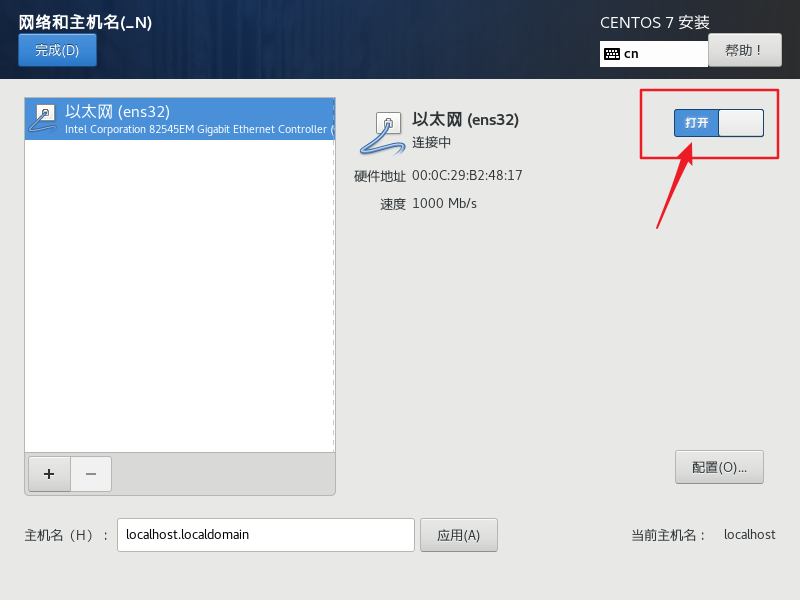 网络和主机名(_N)
CENTOS 7 安装
完成(D)
cn
帮助！
以太网 (ens32)
Intel Corporation 82545EM Gigabit Ethernet Controller (
以太网 (ens32)
连接中
打开
硬件地址 00:0C:29:B2:48:17
速度 1000 Mb/s
+ −
配置(O)...
主机名（H）： localhost.localdomain
应用(A)
当前主机名： localhost